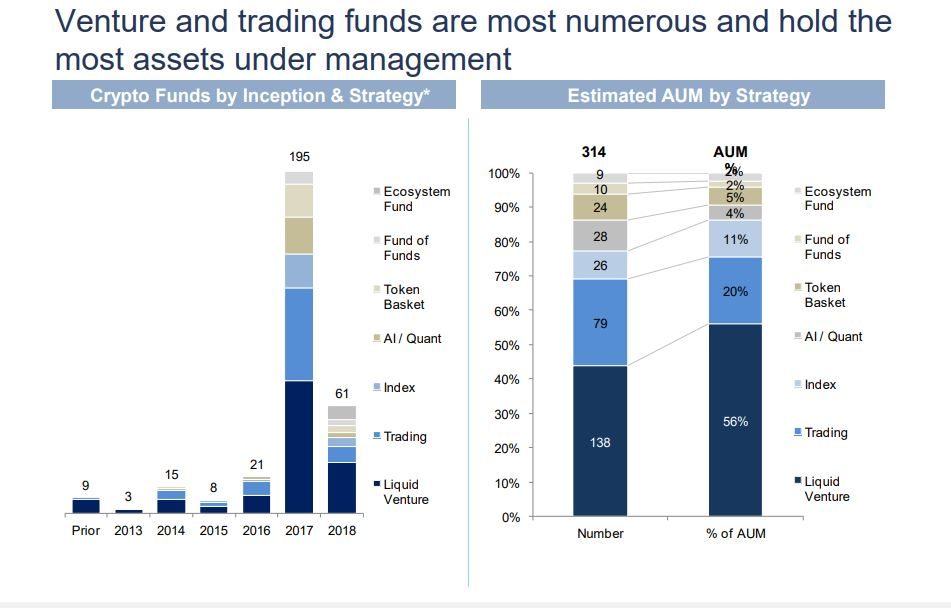 Venture and trading funds are most numerous and hold the
most assets under management
Crypto Funds by Inception & Strategy*
195
61
21
15
9
8
3
Prior 2013 2014 2015 2016 2017 2018
Ecosystem
Fund
Fund of
Funds
Token
Basket
AI / Quant
Index
Trading
Liquid
Venture
Estimated AUM by Strategy
314
AUM
%
100%
90%
80%
70%
60%
50%
40%
30%
20%
10%
0%
9
10
24
28
26
79
138
2%
2%
5%
4%
11%
20%
56%
Number % of AUM
Ecosystem
Fund
Fund of
Funds
Token
Basket
AI / Quant
Index
Trading
Liquid
Venture